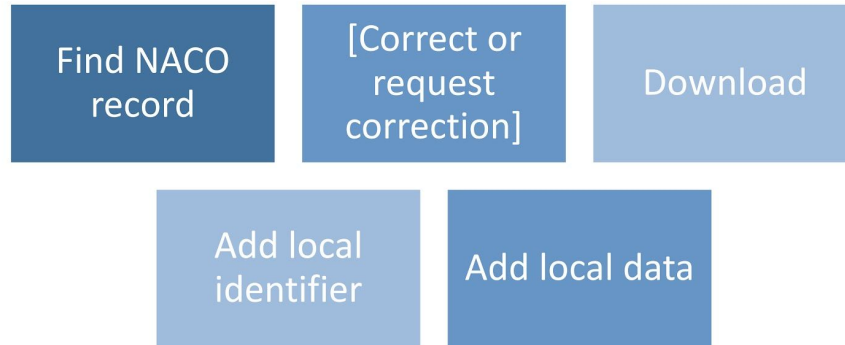 Find NACO
record
[Correct or
request
correction]
Download
Add local
identifier
Add local data